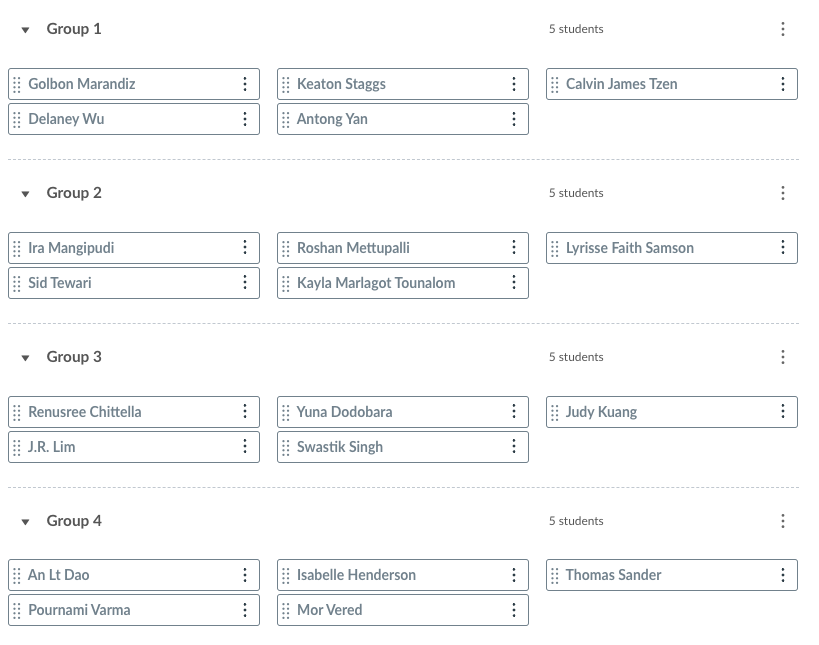 Group 1 5 students
Golbon Marandiz Keaton Staggs Calvin James Tzen
Delaney Wu Antong Yan
Group 2 5 students
Ira Mangipudi Roshan Mettupalli Lyrisse Faith Samson
Sid Tewari Kayla Marlagot Tounalom
Group 3 5 students
Renusree Chittella Yuna Dodobara Judy Kuang
J.R. Lim Swastik Singh
Group 4 5 students
An Lt Dao Isabelle Henderson Thomas Sander
Pournami Varma Mor Vered